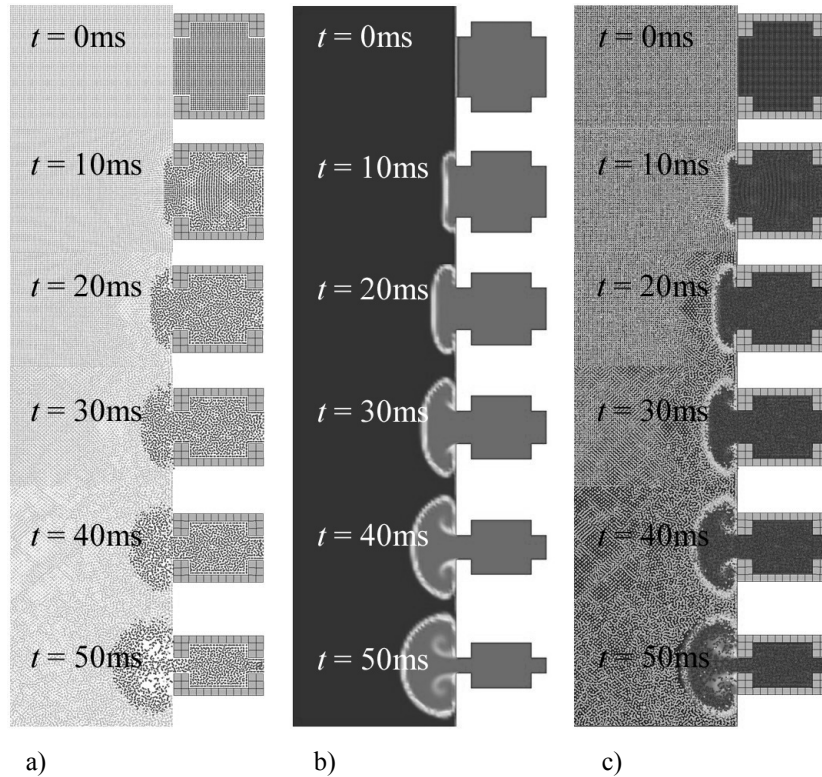 t = 0ms t = 0ms t = 0ms
t = 10ms t = 10ms t = 10ms
t = 20ms t = 20ms t = 20ms
t = 30ms t = 30ms t = 30ms
t = 40ms t = 40ms t = 40ms
t = 50ms t = 50ms t = 50ms
a) b) c)